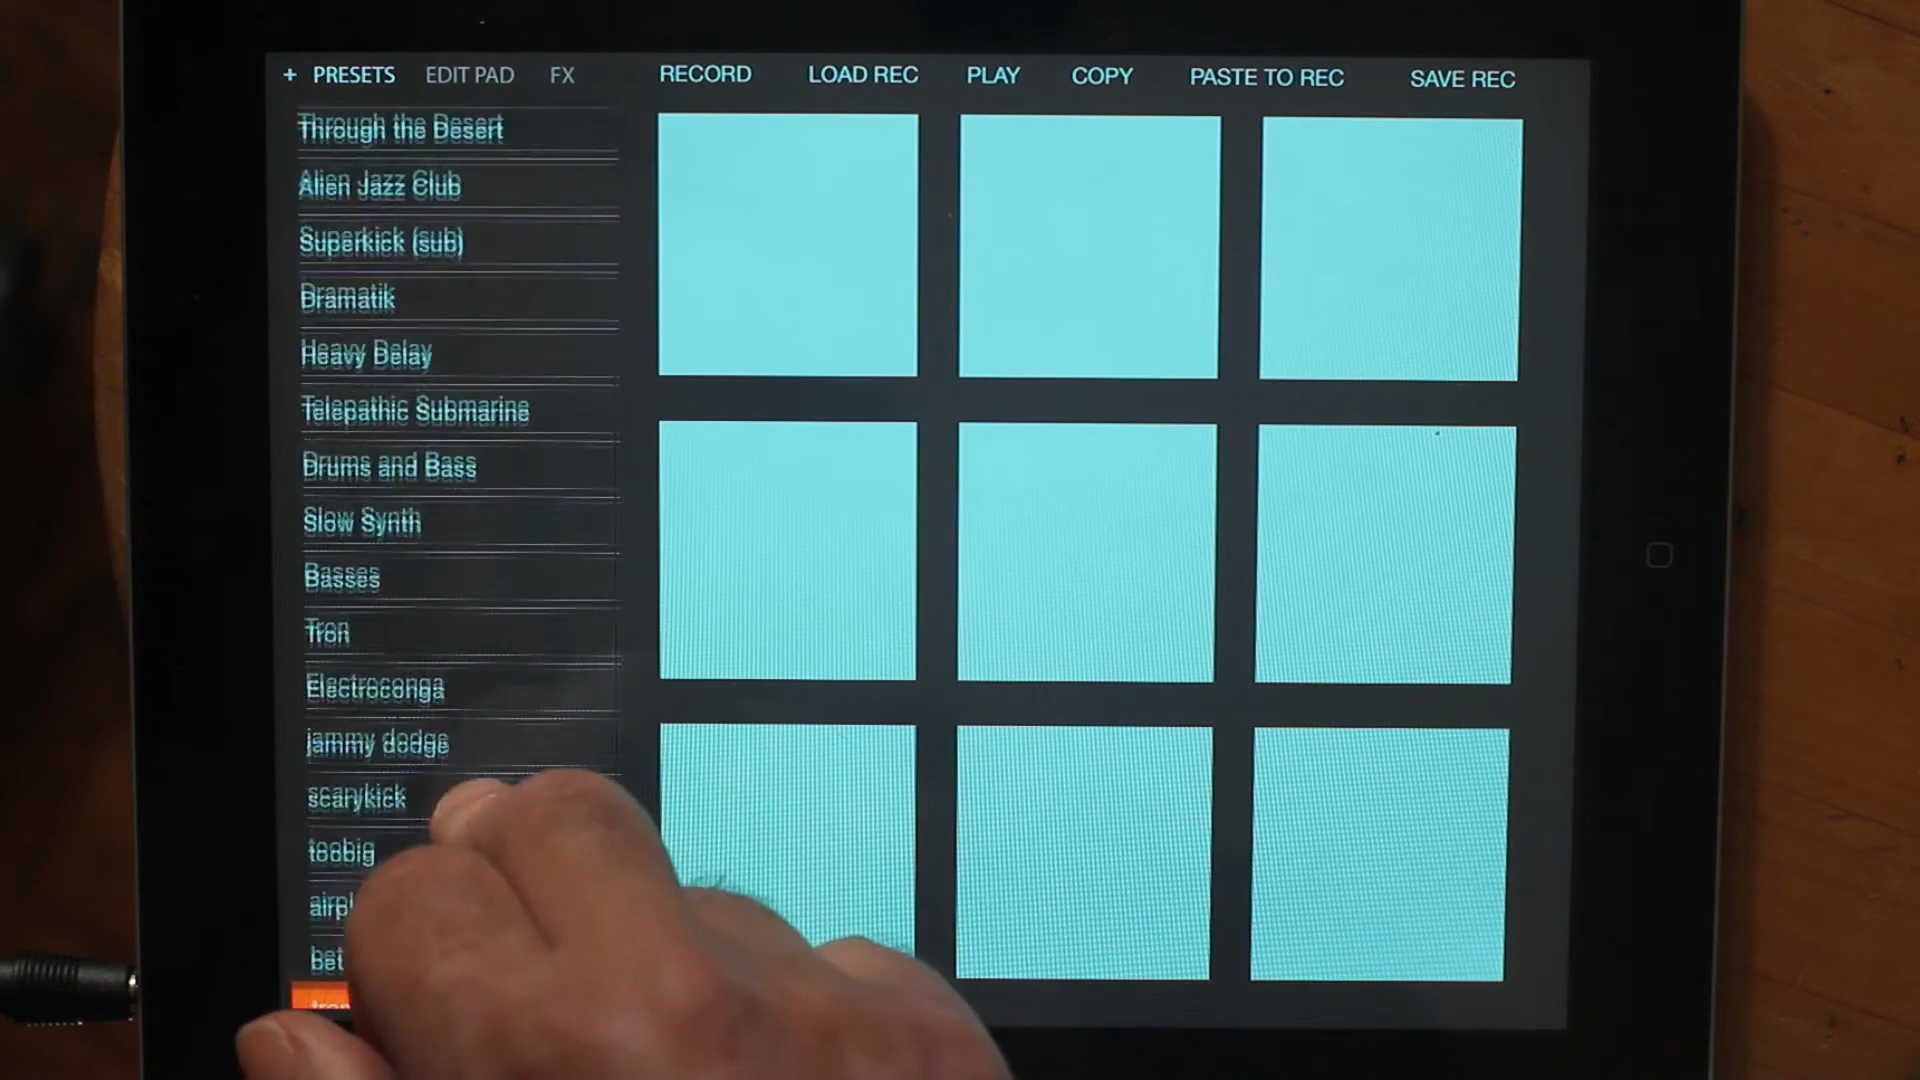 + PRESETS EDIT PAD FX RECORD LOAD REC PLAY COPY PASTE TO REC SAVE REC
Through the Desert
Alien Jazz Club
Superkick (sub)
Dramatik
Heavy Delay
Telepathic Submarine
Drums and Bass
Slow Synth
Basses
Tron
Electroconga
jammy dodge
scarykick
toobig
airpl
bet